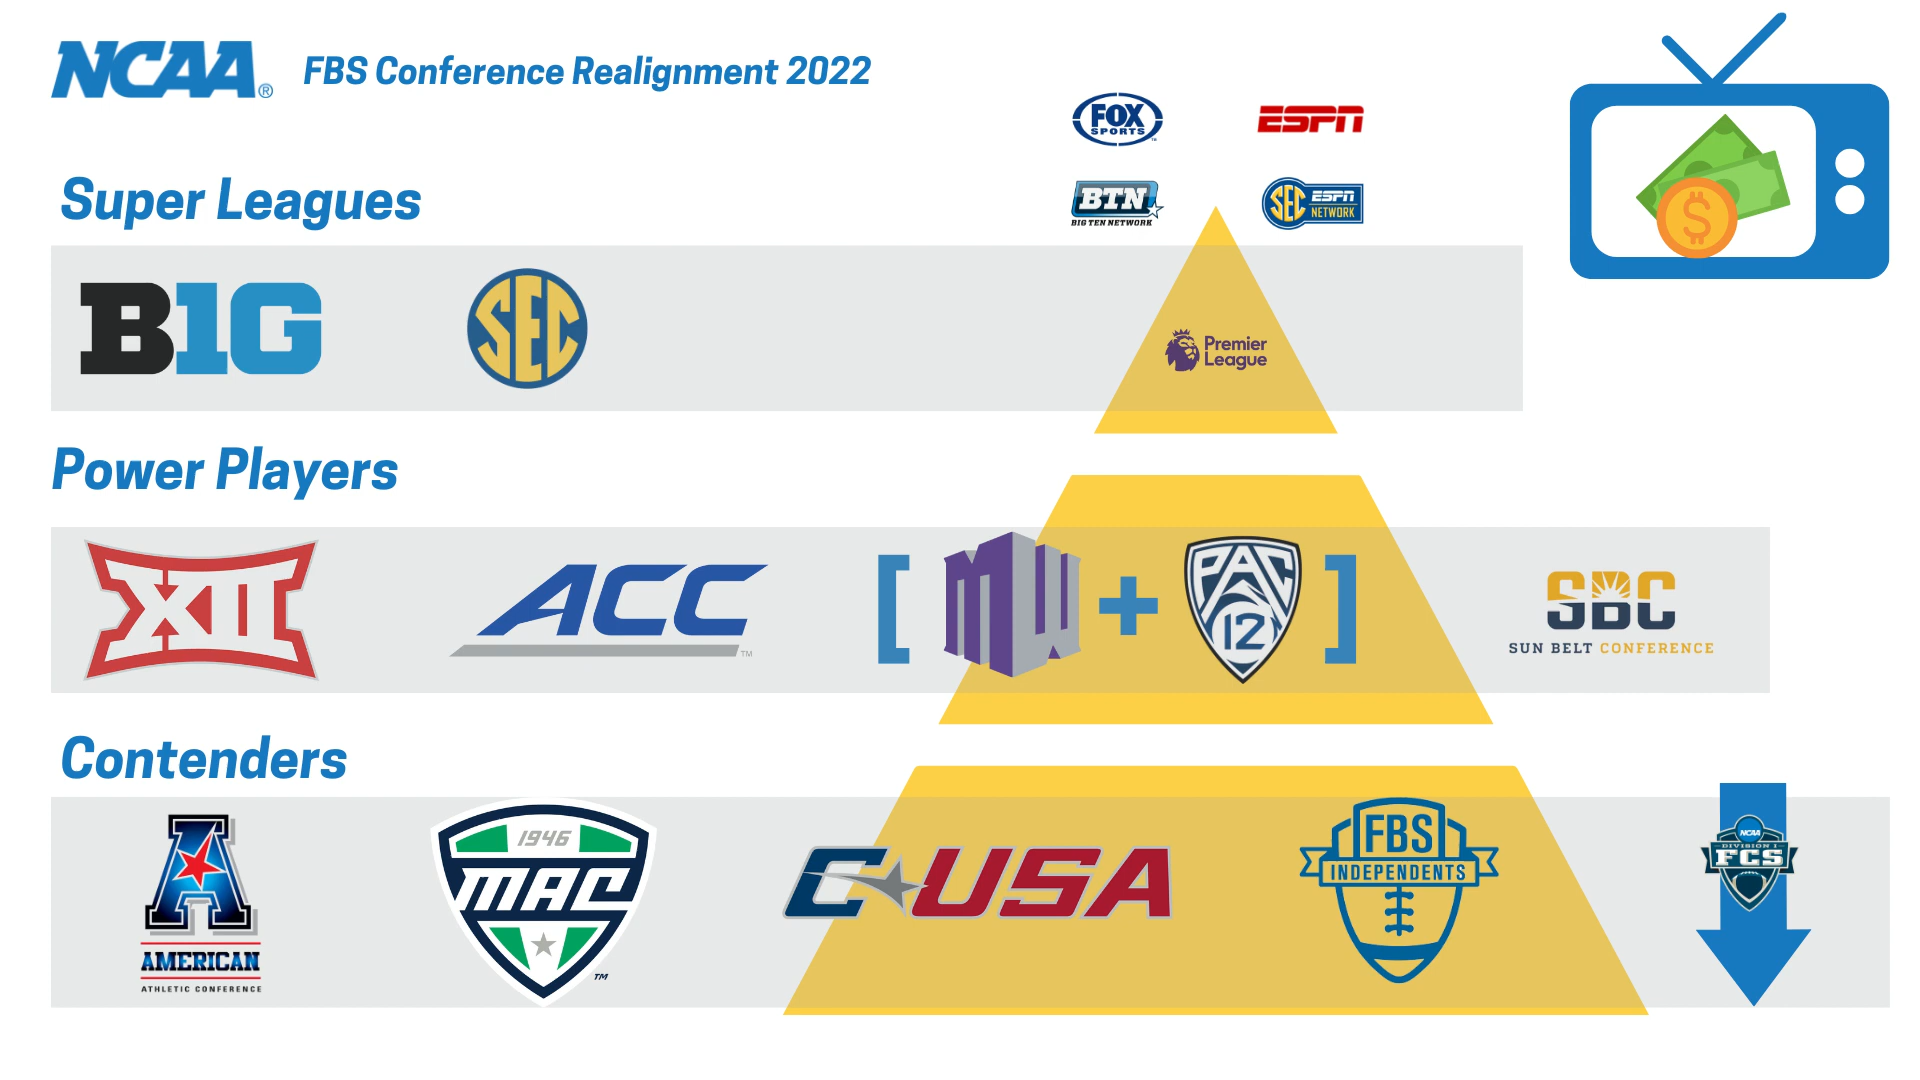 NCAA®
FBS Conference Realignment 2022
FOX
SPORTS
ESPN
BTN
BIG TEN NETWORK
SEC ESPN
NETWORK
$
Super Leagues
B1G
SEC
Premier
League
Power Players
XII
ACC
TM
[ MW + PAC
12 ]
SBC
SUN BELT CONFERENCE
Contenders
A
AMERICAN
ATHLETIC CONFERENCE
1946
MAC
TM
C USA
FBS
INDEPENDENTS
NCAA
DIVISION I
FCS